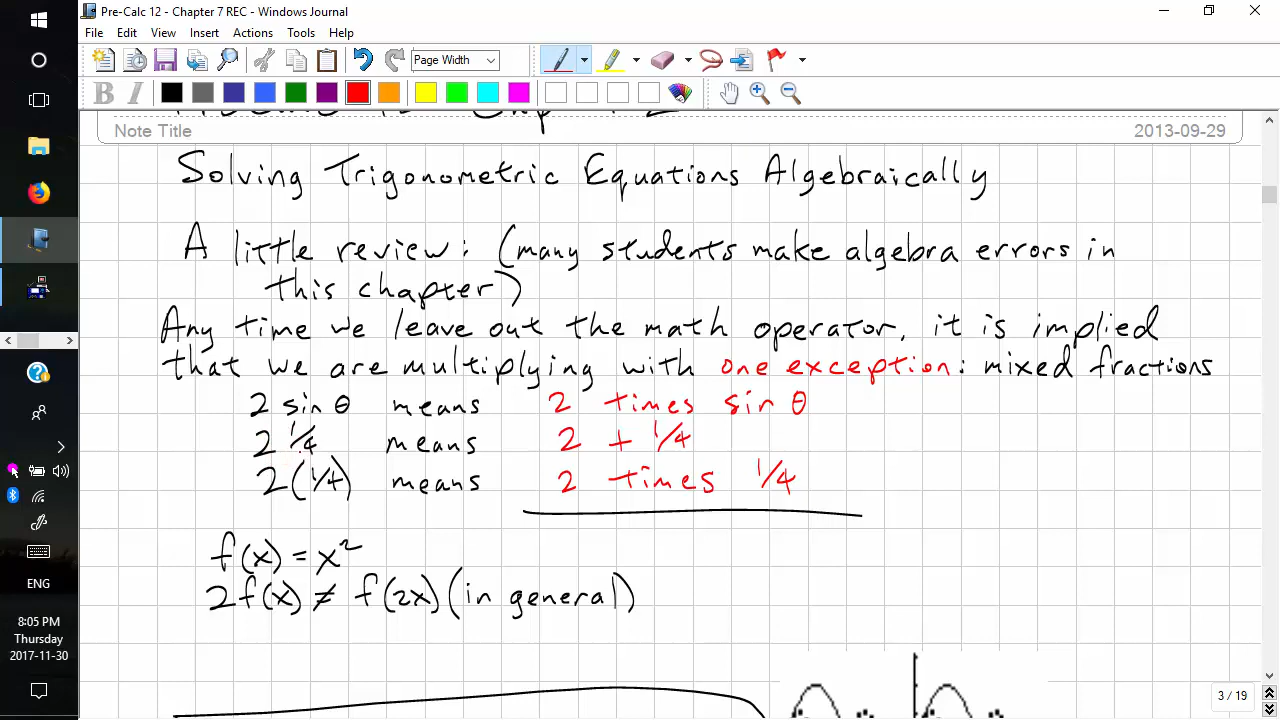 Pre-Calc 12 - Chapter 7 REC - Windows Journal
File Edit View Insert Actions Tools Help
Page Width
B I
Note Title
2013-09-29
Solving Trigonometric Equations Algebraically
A little review: (many students make algebra errors in
this chapter)
Any time we leave out the math operator, it is implied
that we are multiplying with one exception: mixed fractions
2 sin θ means 2 times sin θ
2 1/4 means 2 + 1/4
2(1/4) means 2 times 1/4
f(x) = x²
2f(x) ≠ f(2x) (in general)
ENG
8:05 PM
Thursday
2017-11-30
3 / 19